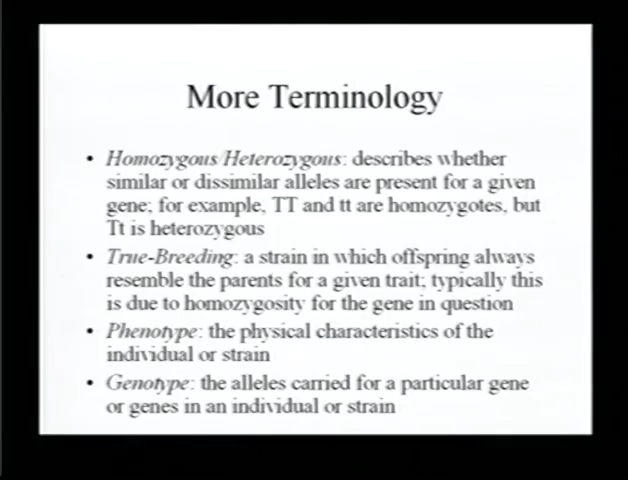 More Terminology
• Homozygous/Heterozygous: describes whether
similar or dissimilar alleles are present for a given
gene; for example, TT and tt are homozygotes, but
Tt is heterozygous
• True-Breeding: a strain in which offspring always
resemble the parents for a given trait; typically this
is due to homozygosity for the gene in question
• Phenotype: the physical characteristics of the
individual or strain
• Genotype: the alleles carried for a particular gene
or genes in an individual or strain